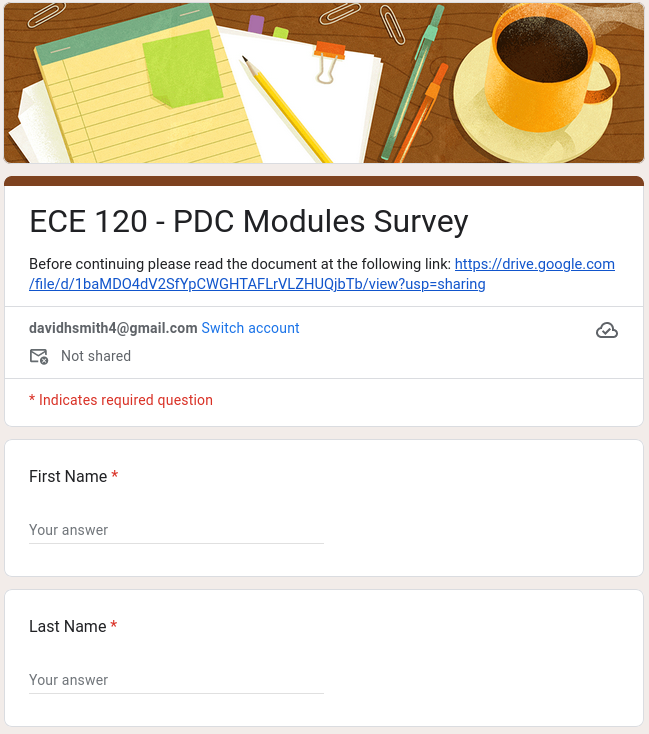 ECE 120 - PDC Modules Survey
Before continuing please read the document at the following link: https://drive.google.com
/file/d/1baMDO4dV2SfYpCWGHTAFLrVLZHUQjbTb/view?usp=sharing
davidhsmith4@gmail.com Switch account
Not shared
* Indicates required question
First Name *
Your answer
Last Name *
Your answer